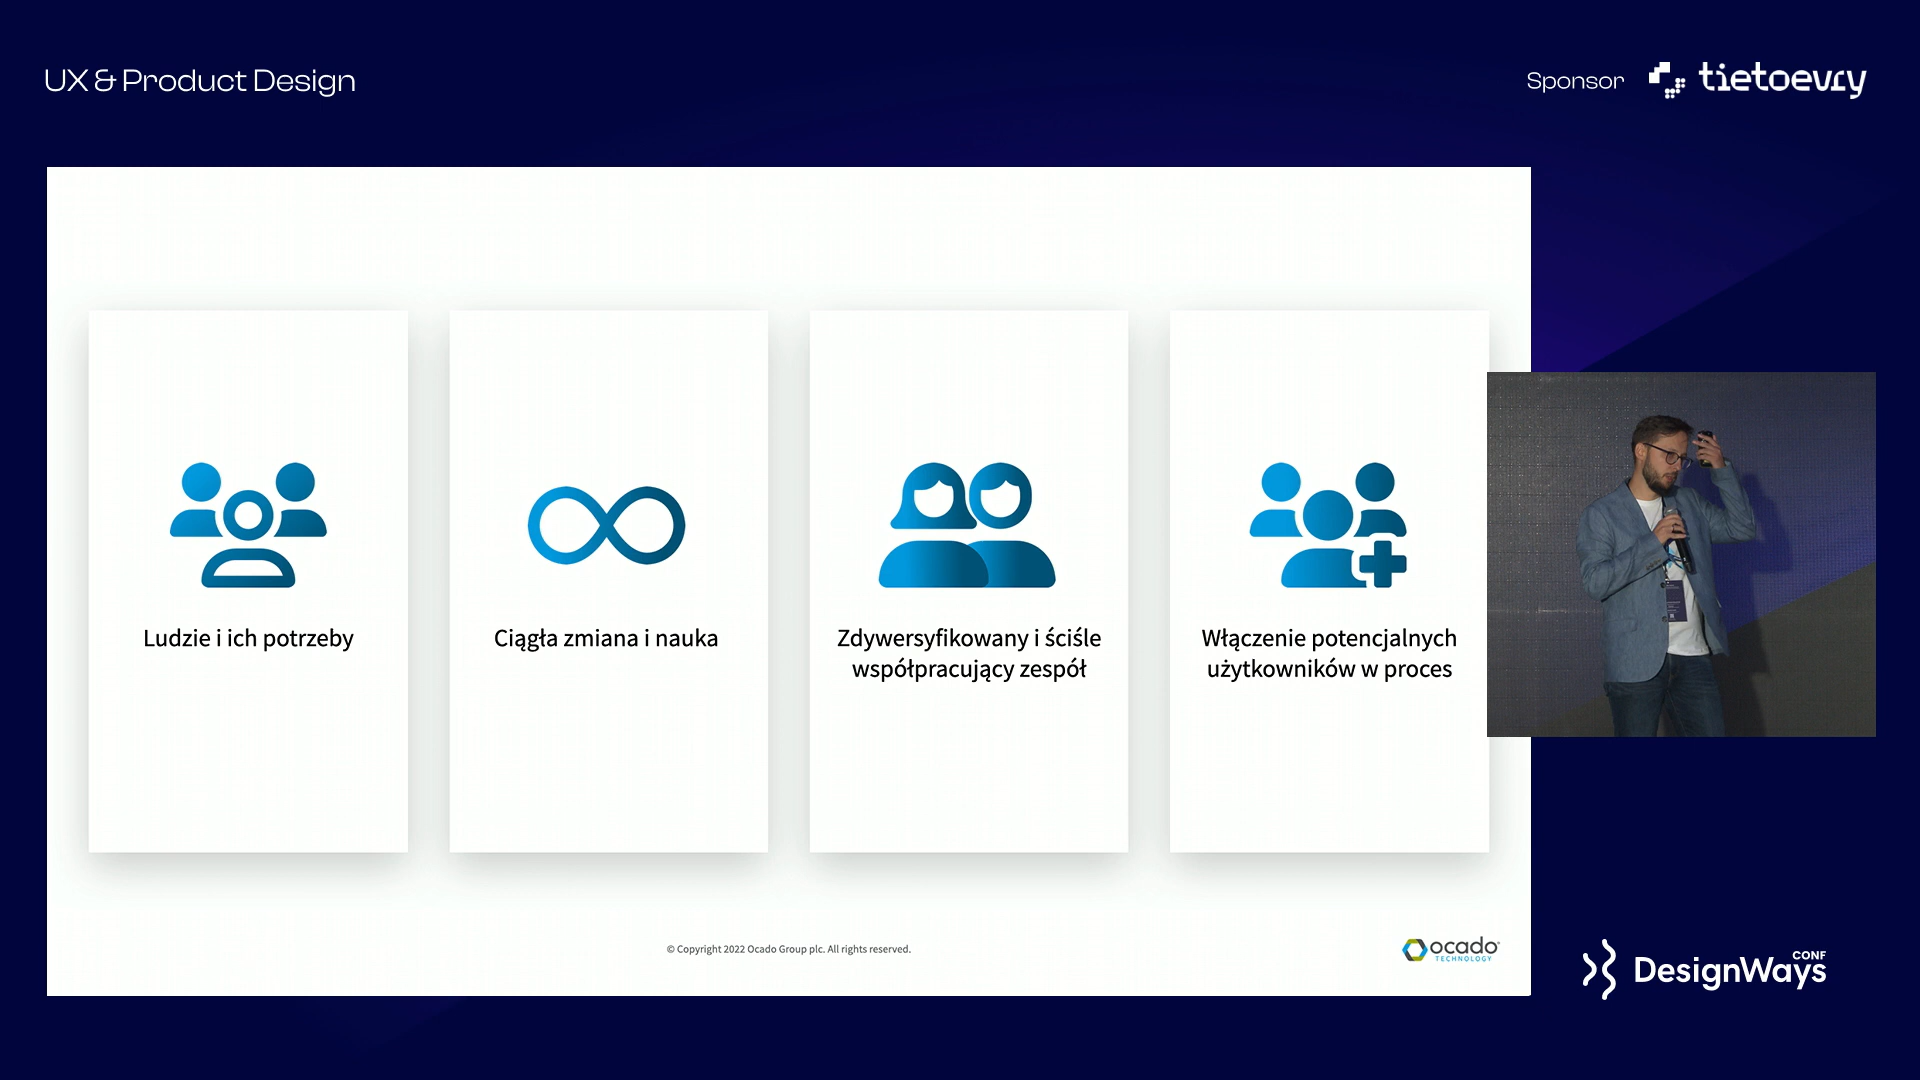 UX & Product Design
Sponsor tietoevry
Ludzie i ich potrzeby
Ciągła zmiana i nauka
Zdywersyfikowany i ściśle
współpracujący zespół
Włączenie potencjalnych
użytkowników w proces
© Copyright 2022 Ocado Group plc. All rights reserved.
ocado
TECHNOLOGY
DesignWays CONF